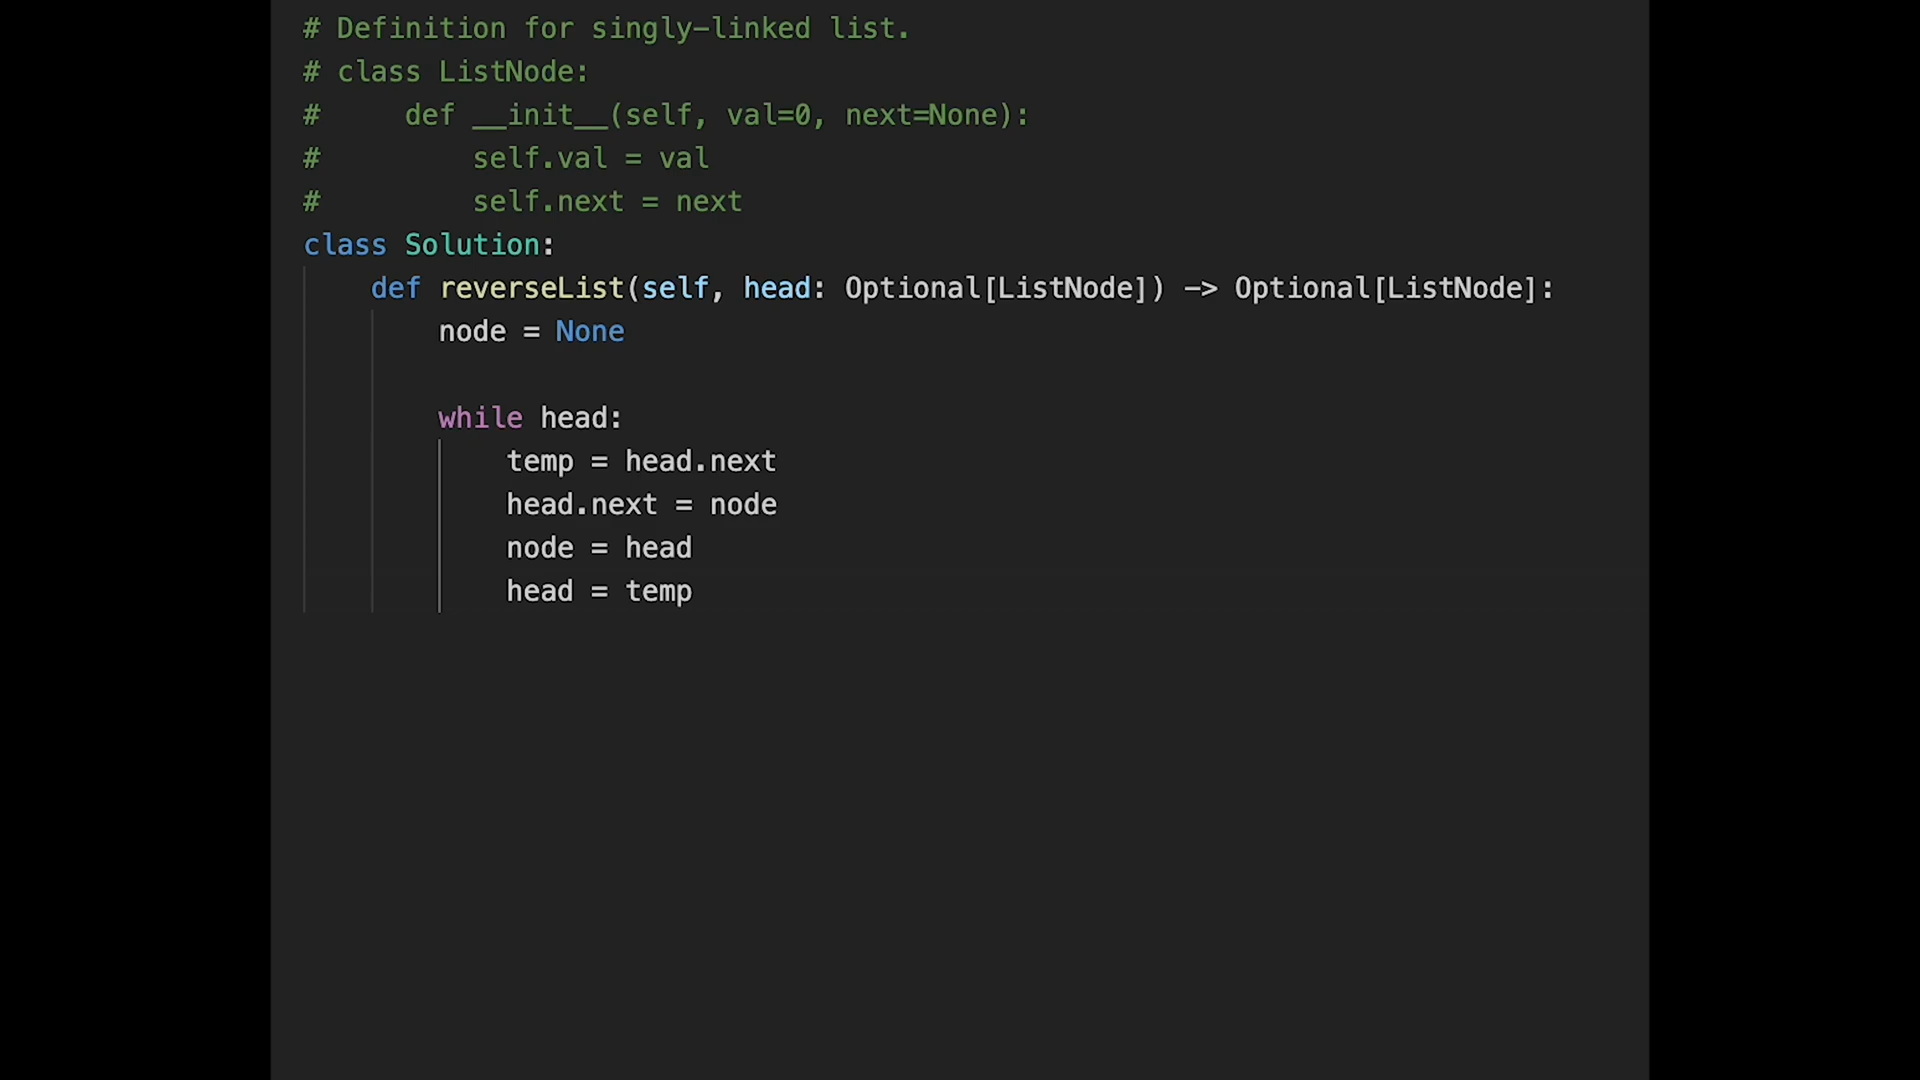 # Definition for singly-linked list.
# class ListNode:
#     def __init__(self, val=0, next=None):
#         self.val = val
#         self.next = next
class Solution:
    def reverseList(self, head: Optional[ListNode]) -> Optional[ListNode]:
        node = None

        while head:
            temp = head.next
            head.next = node
            node = head
            head = temp